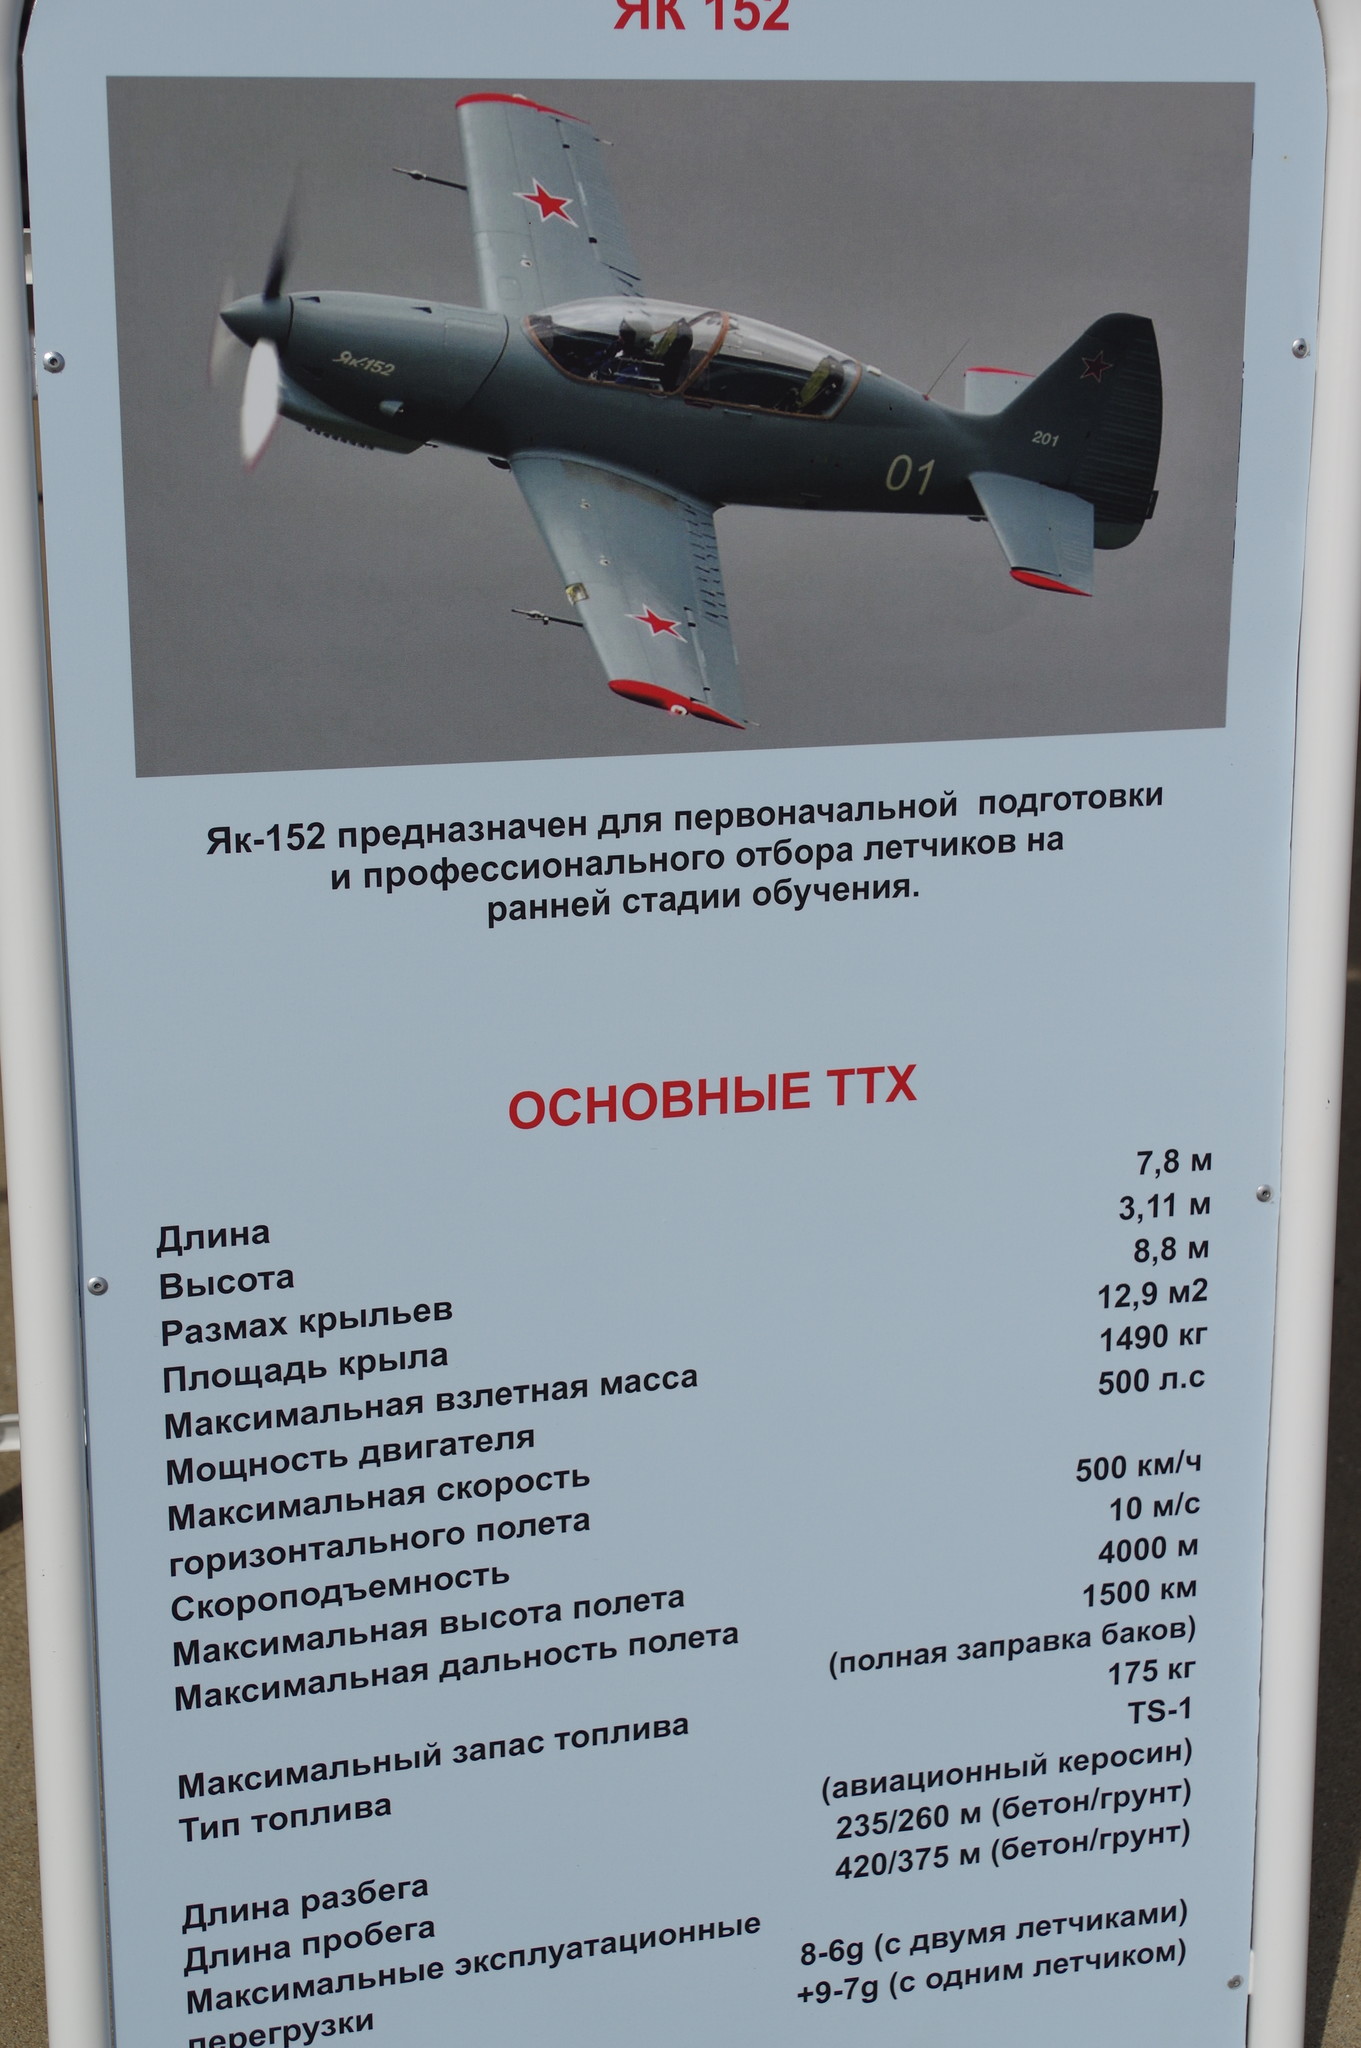 ЯК 152
Як-152
01
201
Як-152 предназначен для первоначальной подготовки
и профессионального отбора летчиков на
ранней стадии обучения.
ОСНОВНЫЕ ТТХ
Длина 7,8 м
Высота 3,11 м
Размах крыльев 8,8 м
Площадь крыла 12,9 м2
Максимальная взлетная масса 1490 кг
Мощность двигателя 500 л.с
Максимальная скорость
горизонтального полета 500 км/ч
Скороподъемность 10 м/с
Максимальная высота полета 4000 м
Максимальная дальность полета 1500 км
(полная заправка баков)
Максимальный запас топлива 175 кг
Тип топлива TS-1
(авиационный керосин)
Длина разбега 235/260 м (бетон/грунт)
Длина пробега 420/375 м (бетон/грунт)
Максимальные эксплуатационные
перегрузки 8-6g (с двумя летчиками)
+9-7g (с одним летчиком)